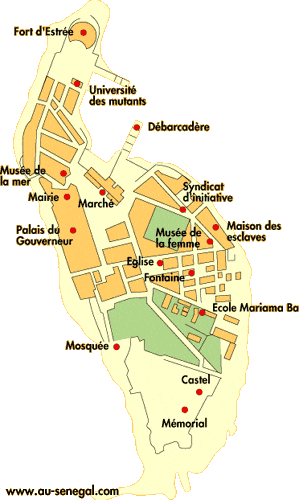 Fort d'Estrée
Université
des mutants
Débarcadère
Musée de
la mer
Mairie
Marché
Syndicat
d'initiative
Palais du
Gouverneur
Musée de
la femme
Maison des
esclaves
Eglise
Fontaine
Ecole Mariama Ba
Mosquée
Castel
Mémorial
www.au-senegal.com